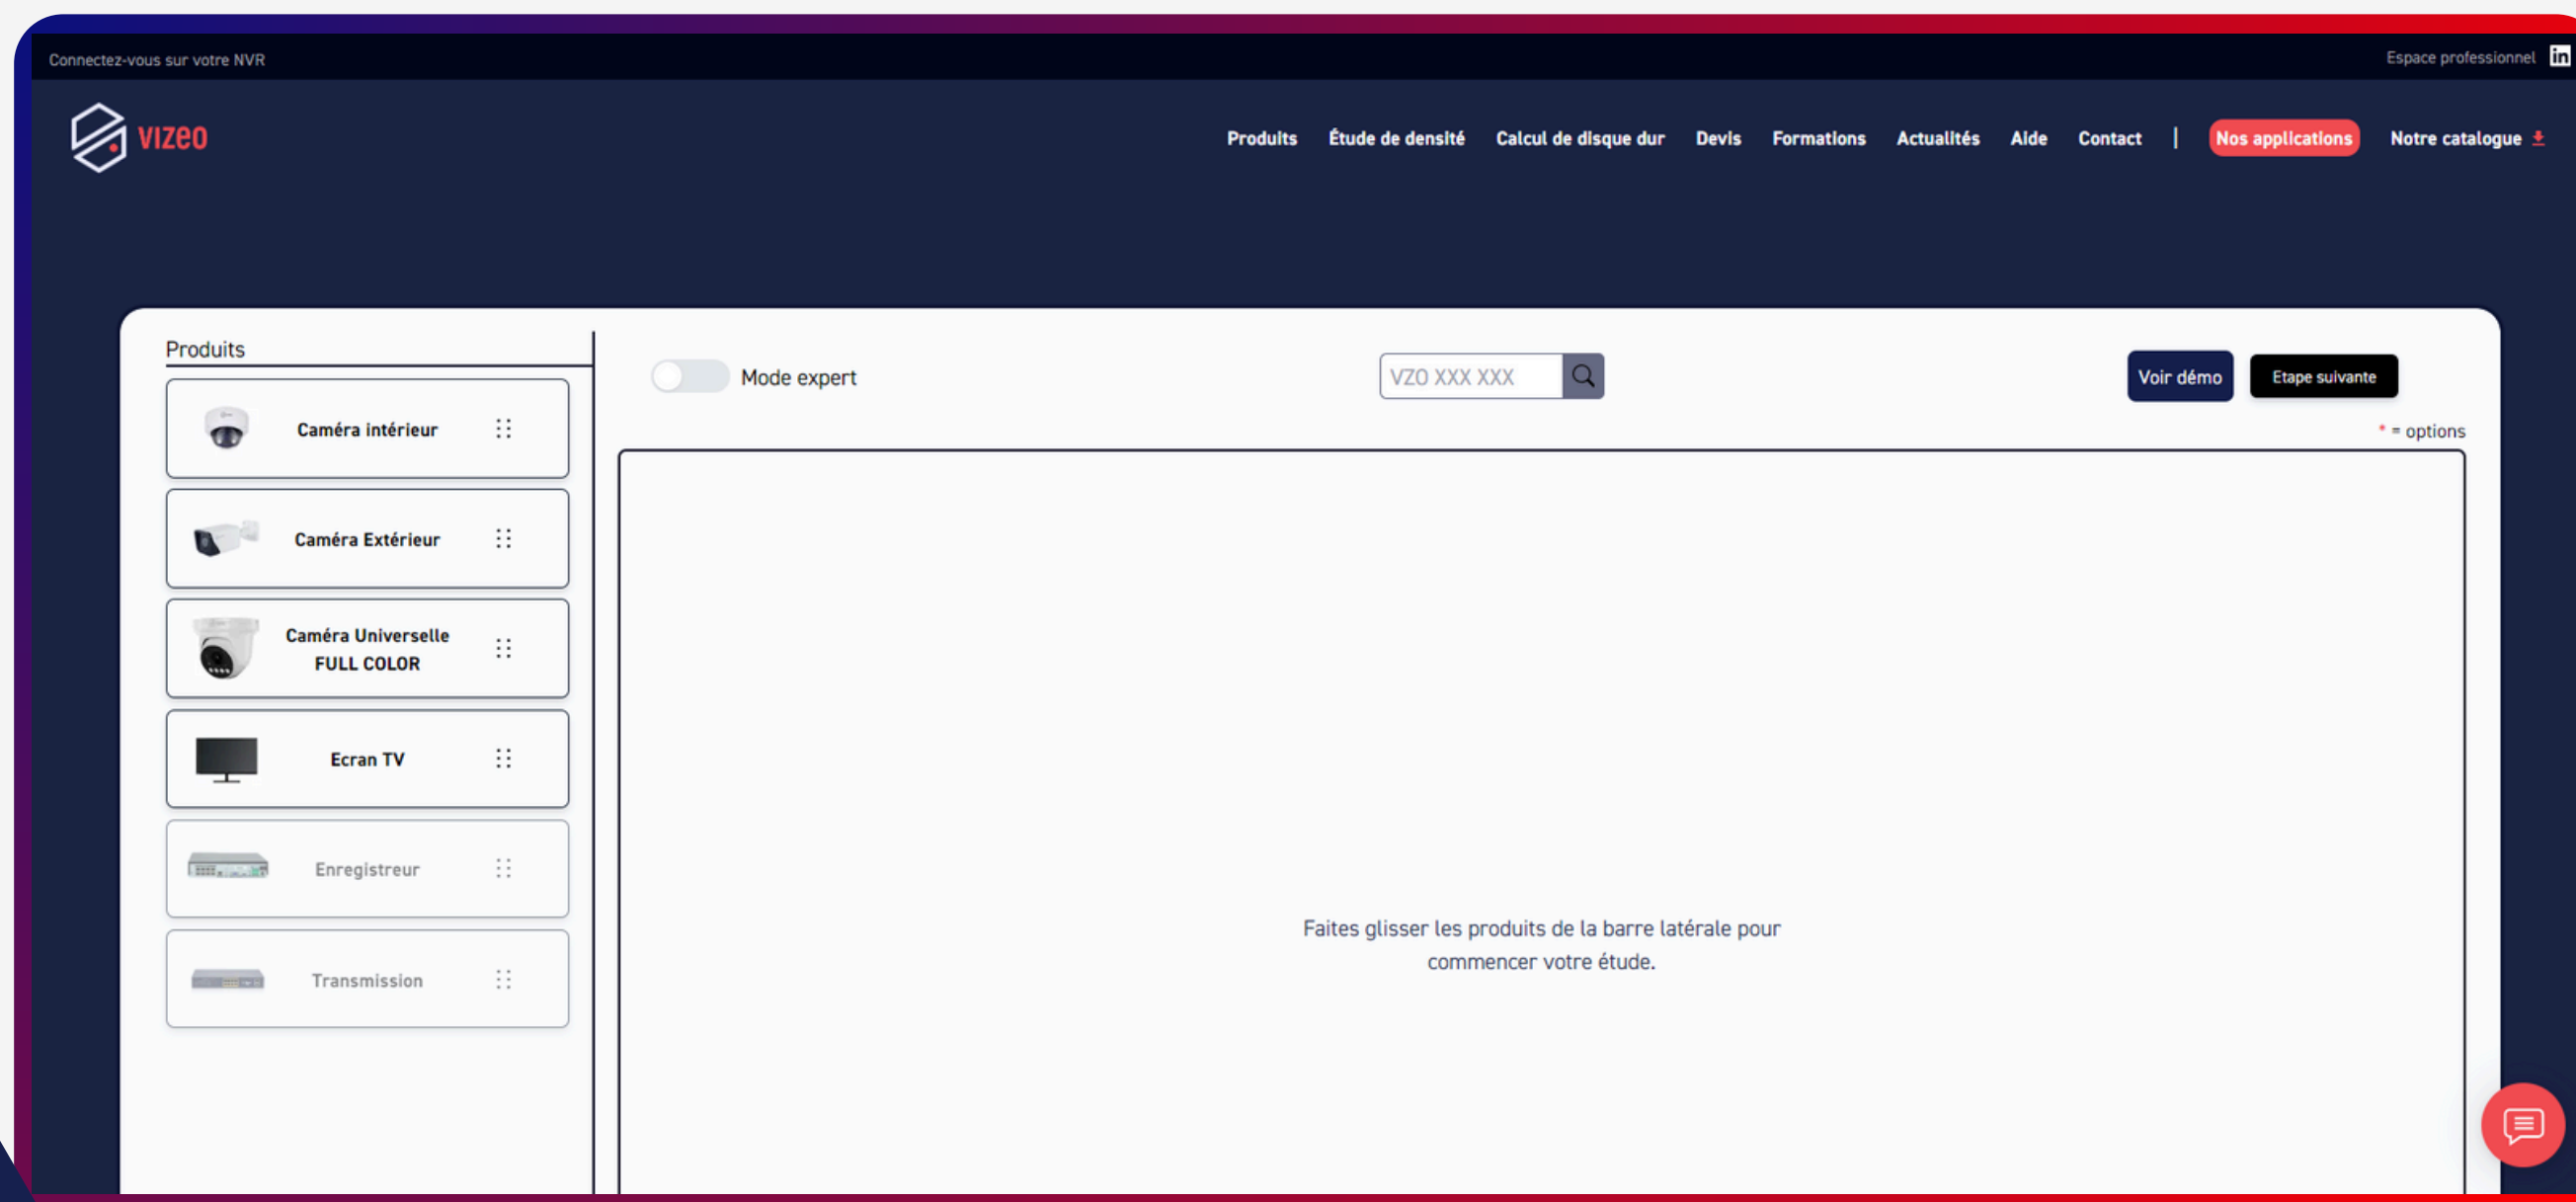 Connectez-vous sur votre NVR
Espace professionnel in
vizeo
Produits Étude de densité Calcul de disque dur Devis Formations Actualités Aide Contact | Nos applications Notre catalogue
Produits
Mode expert
VZO XXX XXX
Voir démo
Etape suivante
* = options
Caméra intérieur
Caméra Extérieur
Caméra Universelle
FULL COLOR
Ecran TV
Enregistreur
Transmission
Faites glisser les produits de la barre latérale pour
commencer votre étude.